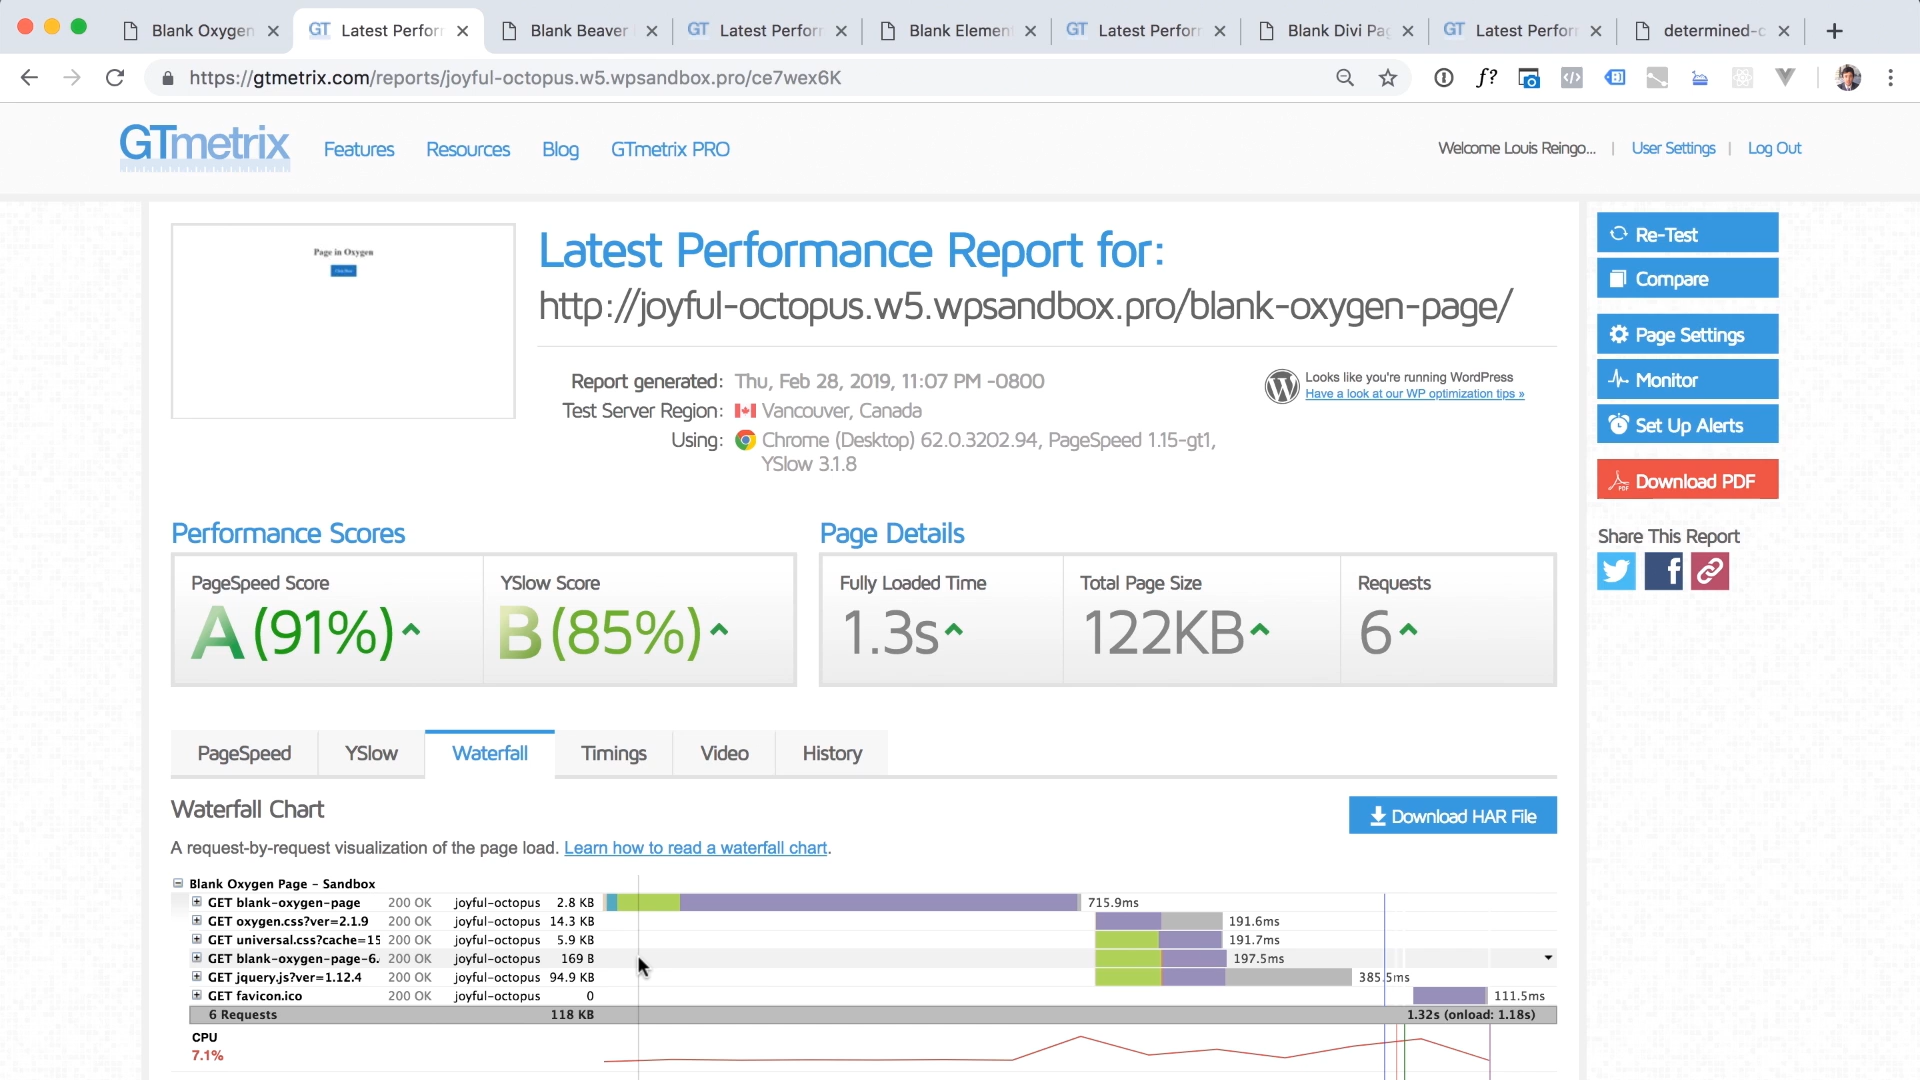 Blank Oxygen
Latest Perfor
Blank Beaver
Latest Perfor
Blank Elemen
Latest Perfor
Blank Divi Pa
Latest Perfor
determined-c
https://gtmetrix.com/reports/joyful-octopus.w5.wpsandbox.pro/ce7wex6K
f?
GTmetrix
Features
Resources
Blog
GTmetrix PRO
Welcome Louis Reingo...
| User Settings | Log Out
Page in Oxygen
Latest Performance Report for:
http://joyful-octopus.w5.wpsandbox.pro/blank-oxygen-page/
Report generated: Thu, Feb 28, 2019, 11:07 PM -0800
Test Server Region: Vancouver, Canada
Using: Chrome (Desktop) 62.0.3202.94, PageSpeed 1.15-gt1,
YSlow 3.1.8
Looks like you're running WordPress
Have a look at our WP optimization tips »
Re-Test
Compare
Page Settings
Monitor
Set Up Alerts
Download PDF
Share This Report
Performance Scores
PageSpeed Score
A (91%)
YSlow Score
B (85%)
Page Details
Fully Loaded Time
1.3s
Total Page Size
122KB
Requests
6
PageSpeed
YSlow
Waterfall
Timings
Video
History
Waterfall Chart
Download HAR File
A request-by-request visualization of the page load. Learn how to read a waterfall chart.
Blank Oxygen Page - Sandbox
GET blank-oxygen-page 200 OK joyful-octopus 2.8 KB 715.9ms
GET oxygen.css?ver=2.1.9 200 OK joyful-octopus 14.3 KB 191.6ms
GET universal.css?cache=15 200 OK joyful-octopus 5.9 KB 191.7ms
GET blank-oxygen-page-6. 200 OK joyful-octopus 169 B 197.5ms
GET jquery.js?ver=1.12.4 200 OK joyful-octopus 94.9 KB 385.5ms
GET favicon.ico 200 OK joyful-octopus 0 111.5ms
6 Requests 118 KB 1.32s (onload: 1.18s)
CPU
7.1%